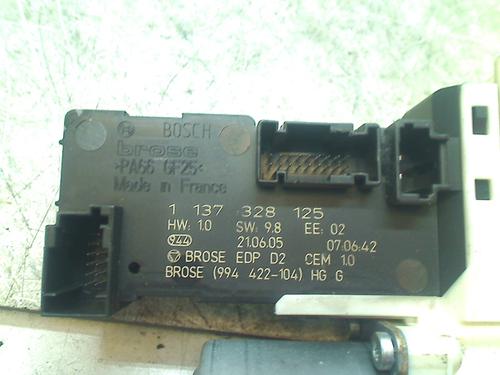 BOSCH
brose
>PA66 GF25<
Made in France
1 137 328 125
HW: 1.0 SW: 9.8 EE: 02
944 21.06.05 07:06:42
BROSE EDP D2 CEM 1.0
BROSE (994 422-104) HG G